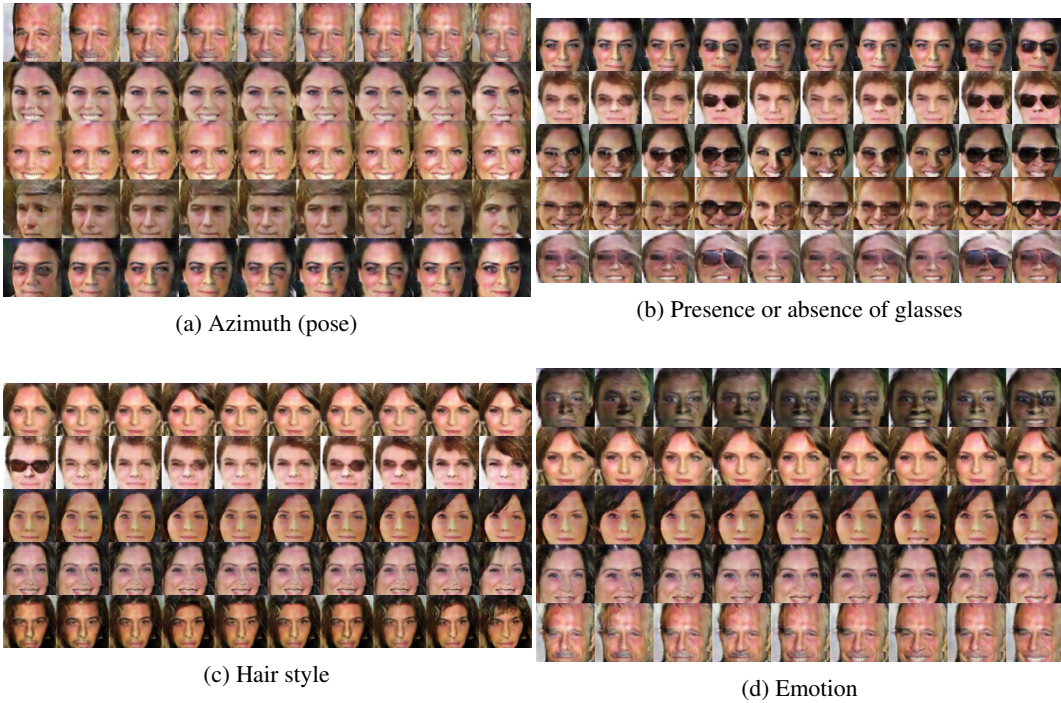 (a) Azimuth (pose)
(b) Presence or absence of glasses
(c) Hair style
(d) Emotion